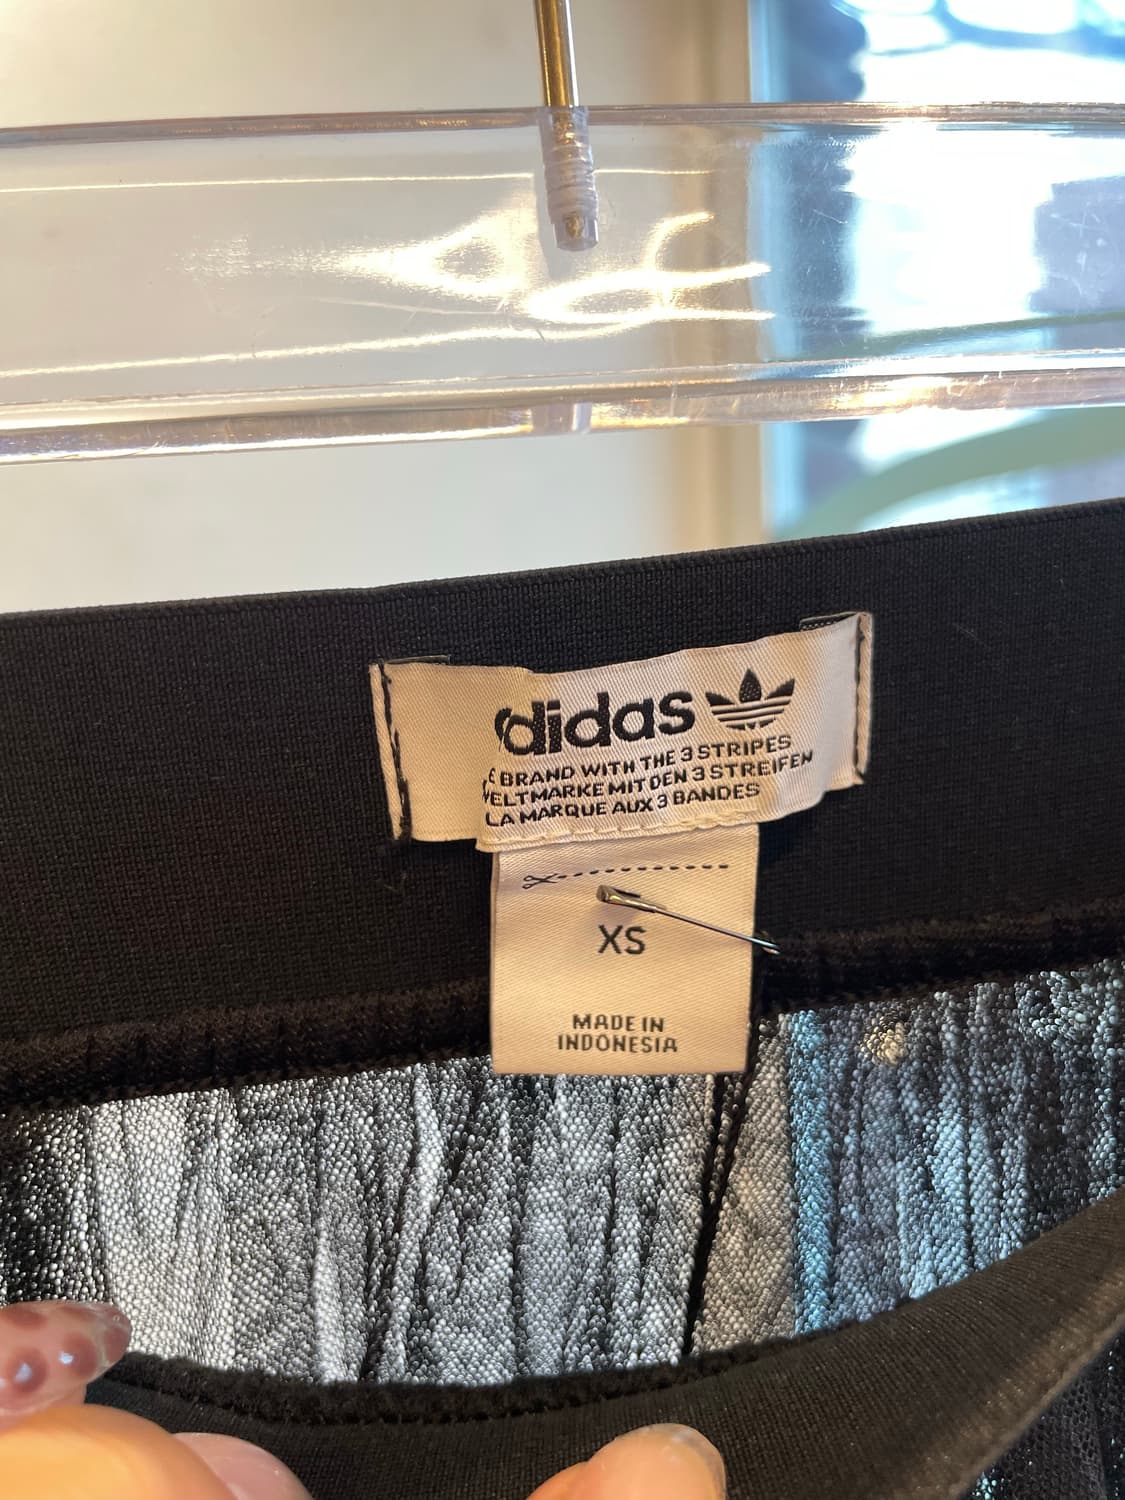 adidas
E BRAND WITH THE 3 STRIPES
WELTMARKE MIT DEN 3 STREIFEN
LA MARQUE AUX 3 BANDES
XS
MADE IN
INDONESIA